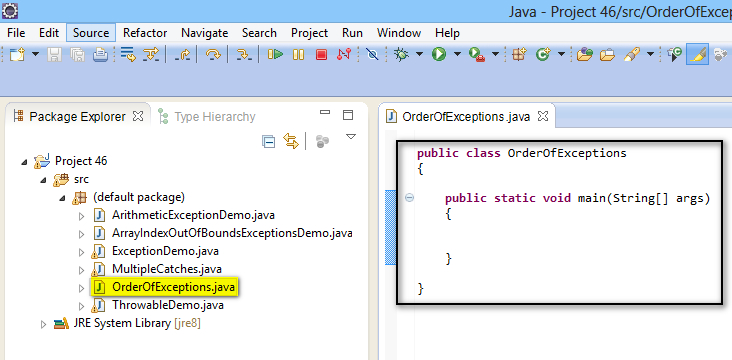 Java - Project 46/src/OrderOfExcep
File Edit Source Refactor Navigate Search Project Run Window Help
Package Explorer Type Hierarchy
Project 46
src
(default package)
ArithmeticExceptionDemo.java
ArrayIndexOutOfBoundsExceptionsDemo.java
ExceptionDemo.java
MultipleCatches.java
OrderOfExceptions.java
ThrowableDemo.java
JRE System Library [jre8]
OrderOfExceptions.java
public class OrderOfExceptions
{
public static void main(String[] args)
{
}
}